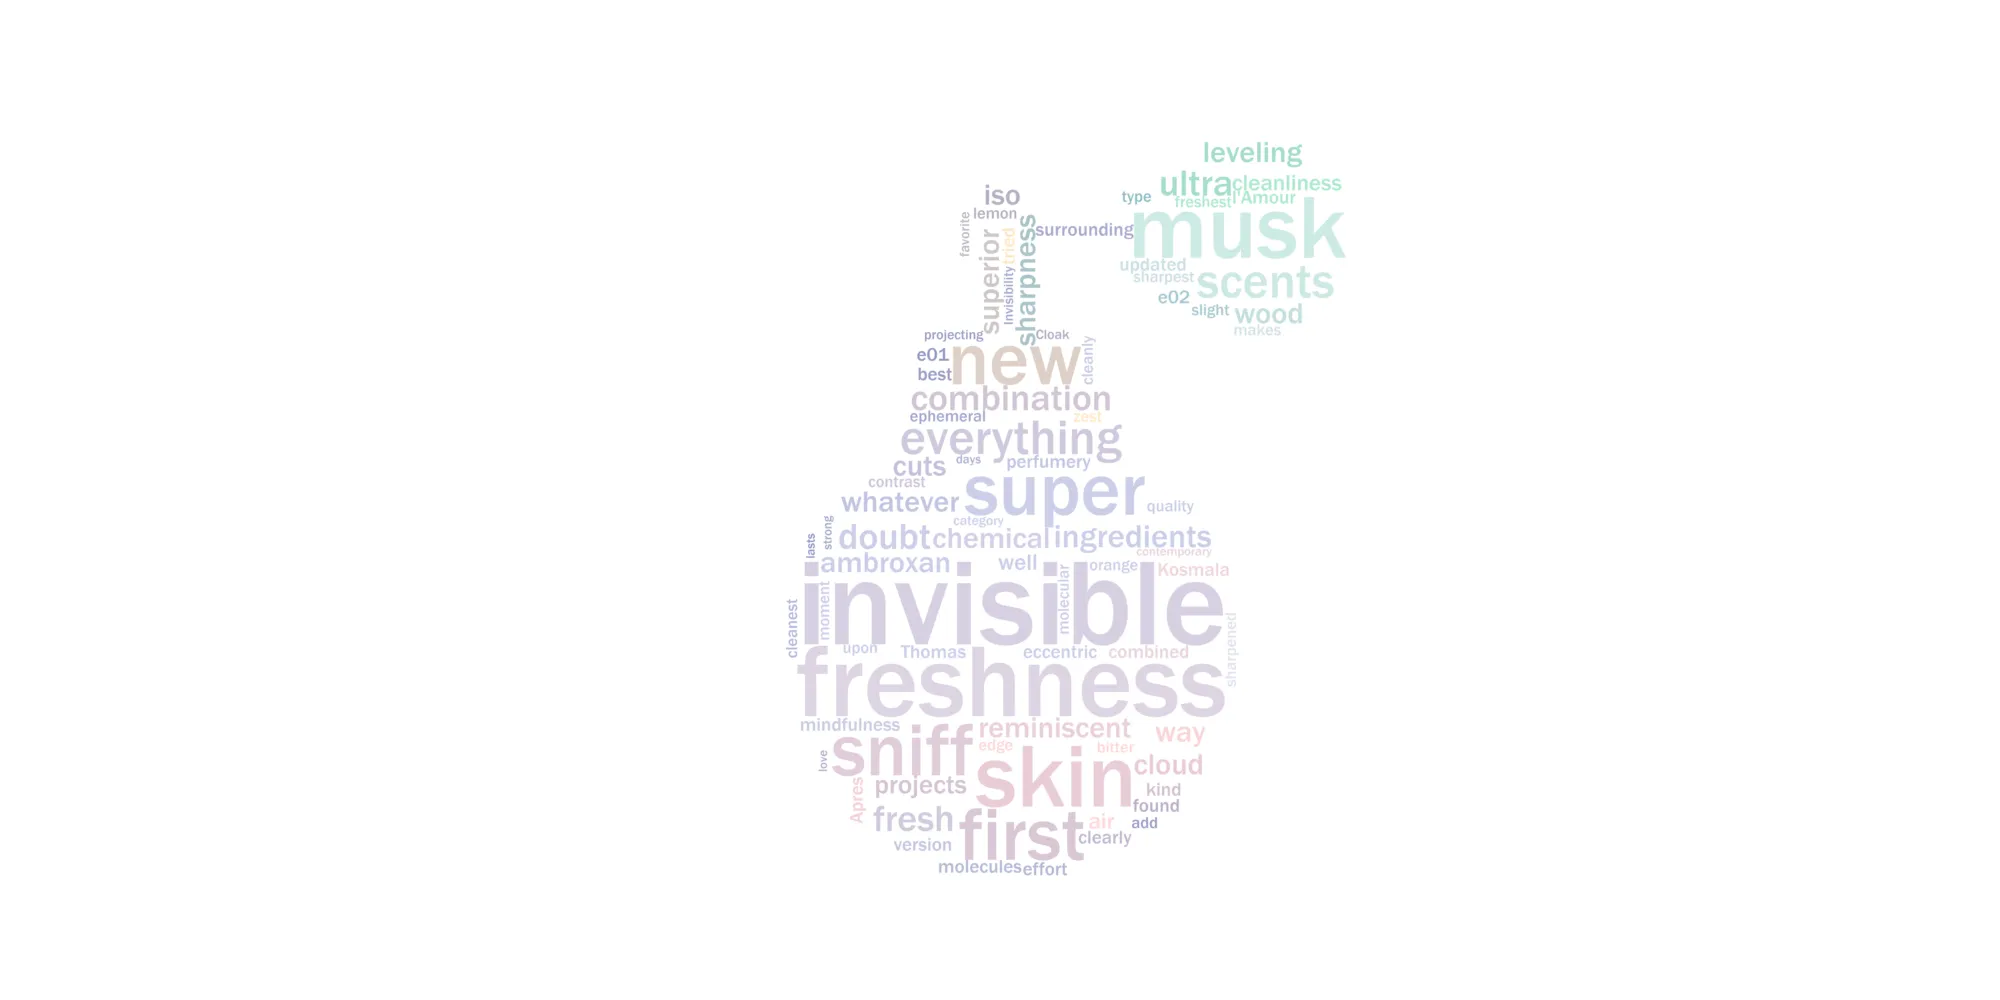 leveling
ultra cleanliness
type freshest l'Amour
iso
lemon
musk
favorite
superior
tried
Invisibility
sharpness
surrounding
updated
sharpest scents
e02
slight wood
makes
projecting Cloak
e01 new cleanly
best
combination
ephemeral zest
everything
cuts days perfumery
contrast
whatever super quality
category
strong
lasts
doubt chemical ingredients
contemporary
ambroxan well orange Kosmala
invisible
moment
molecular
cleanest
sharpened
upon Thomas eccentric combined
freshness
mindfulness reminiscent way
sniff edge bitter
love
skin cloud
projects kind
Apres
found
fresh first air add
clearly
version
molecules effort